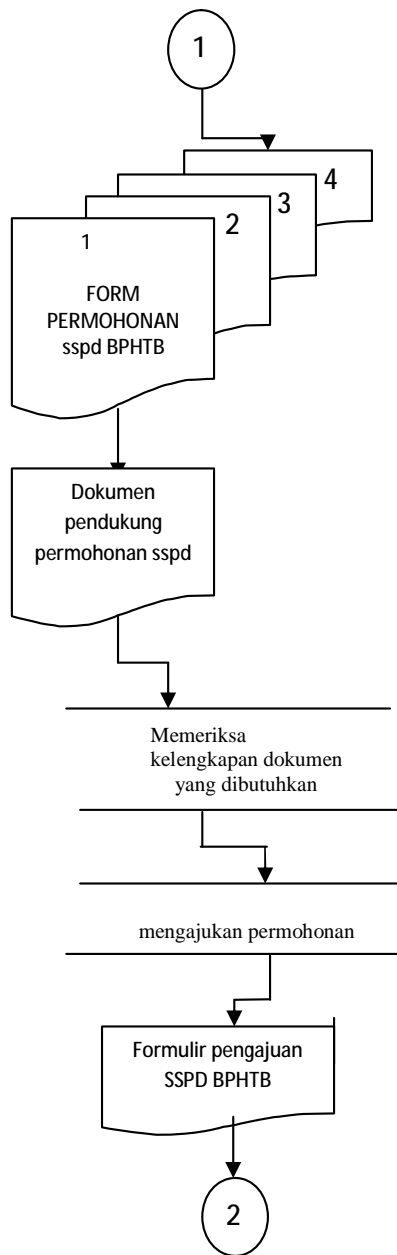 1
4
3
2
1
FORM
PERMOHONAN
sspd BPHTB
Dokumen
pendukung
permohonan sspd
Memeriksa
kelengkapan dokumen
yang dibutuhkan
mengajukan permohonan
Formulir pengajuan
SSPD BPHTB
2